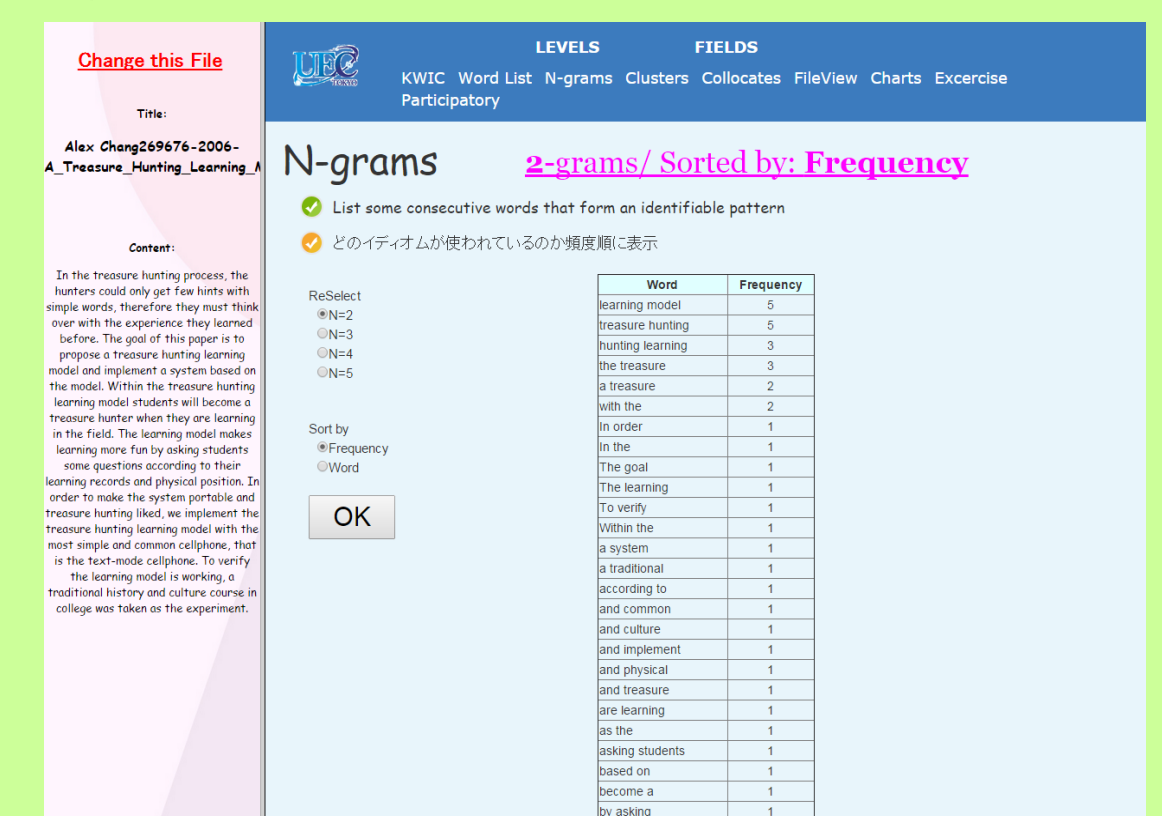 Change this File
Title:
Alex Chang269676-2006-
A_Treasure_Hunting_Learning_
Content:
In the treasure hunting process, the
hunters could only get few hints with
simple words, therefore they must think
over with the experience they learned
before. The goal of this paper is to
propose a treasure hunting learning
model and implement a system based on
the model. Within the treasure hunting
learning model students will become a
treasure hunter when they are learning
in the field. The learning model makes
learning more fun by asking students
some questions according to their
learning records and physical position. In
order to make the system portable and
treasure hunting liked, we implement the
treasure hunting learning model with the
most simple and common cellphone, that
is the text-mode cellphone. To verify
the learning model is working, a
traditional history and culture course in
college was taken as the experiment.
UEC
TOKYO
LEVELS FIELDS
KWIC Word List N-grams Clusters Collocates FileView Charts Excercise
Participatory
N-grams
2-grams/ Sorted by: Frequency
List some consecutive words that form an identifiable pattern
どのイディオムが使われているのか頻度順に表示
ReSelect
N=2
N=3
N=4
N=5
Sort by
Frequency
Word
OK
Word Frequency
learning model 5
treasure hunting 5
hunting learning 3
the treasure 3
a treasure 2
with the 2
In order 1
In the 1
The goal 1
The learning 1
To verify 1
Within the 1
a system 1
a traditional 1
according to 1
and common 1
and culture 1
and implement 1
and physical 1
and treasure 1
are learning 1
as the 1
asking students 1
based on 1
become a 1
by asking 1